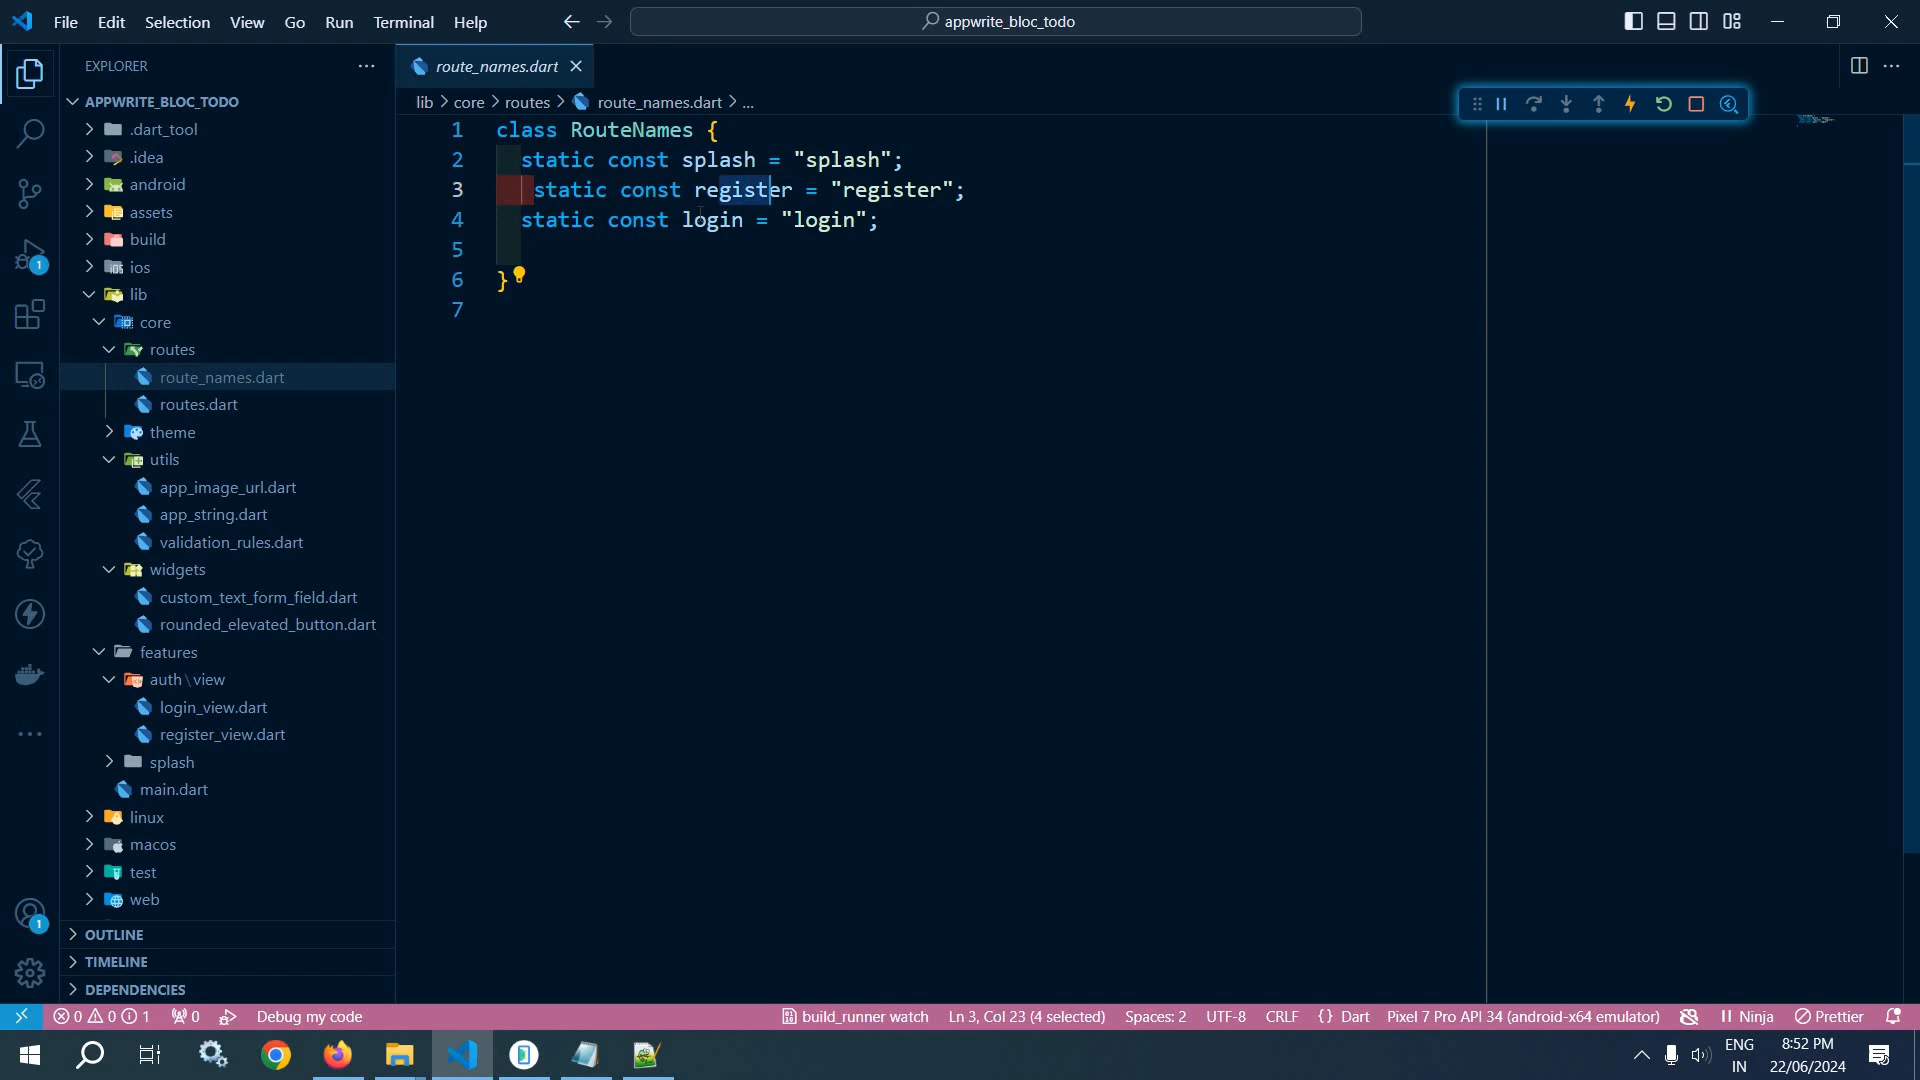 File Edit Selection View Go Run Terminal Help
appwrite_bloc_todo
EXPLORER
APPWRITE_BLOC_TODO
.dart_tool
.idea
android
assets
build
ios
lib
core
routes
route_names.dart
routes.dart
theme
utils
app_image_url.dart
app_string.dart
validation_rules.dart
widgets
custom_text_form_field.dart
rounded_elevated_button.dart
features
auth\view
login_view.dart
register_view.dart
splash
main.dart
linux
macos
test
web
OUTLINE
TIMELINE
DEPENDENCIES
1
1
route_names.dart
lib > core > routes > route_names.dart > ...
1 class RouteNames {
2 static const splash = "splash";
3 static const register = "register";
4 static const login = "login";
5
6 }
7
0 0 1 0 Debug my code build_runner watch Ln 3, Col 23 (4 selected) Spaces: 2 UTF-8 CRLF {} Dart Pixel 7 Pro API 34 (android-x64 emulator) Ninja Prettier
ENG
IN
8:52 PM
22/06/2024